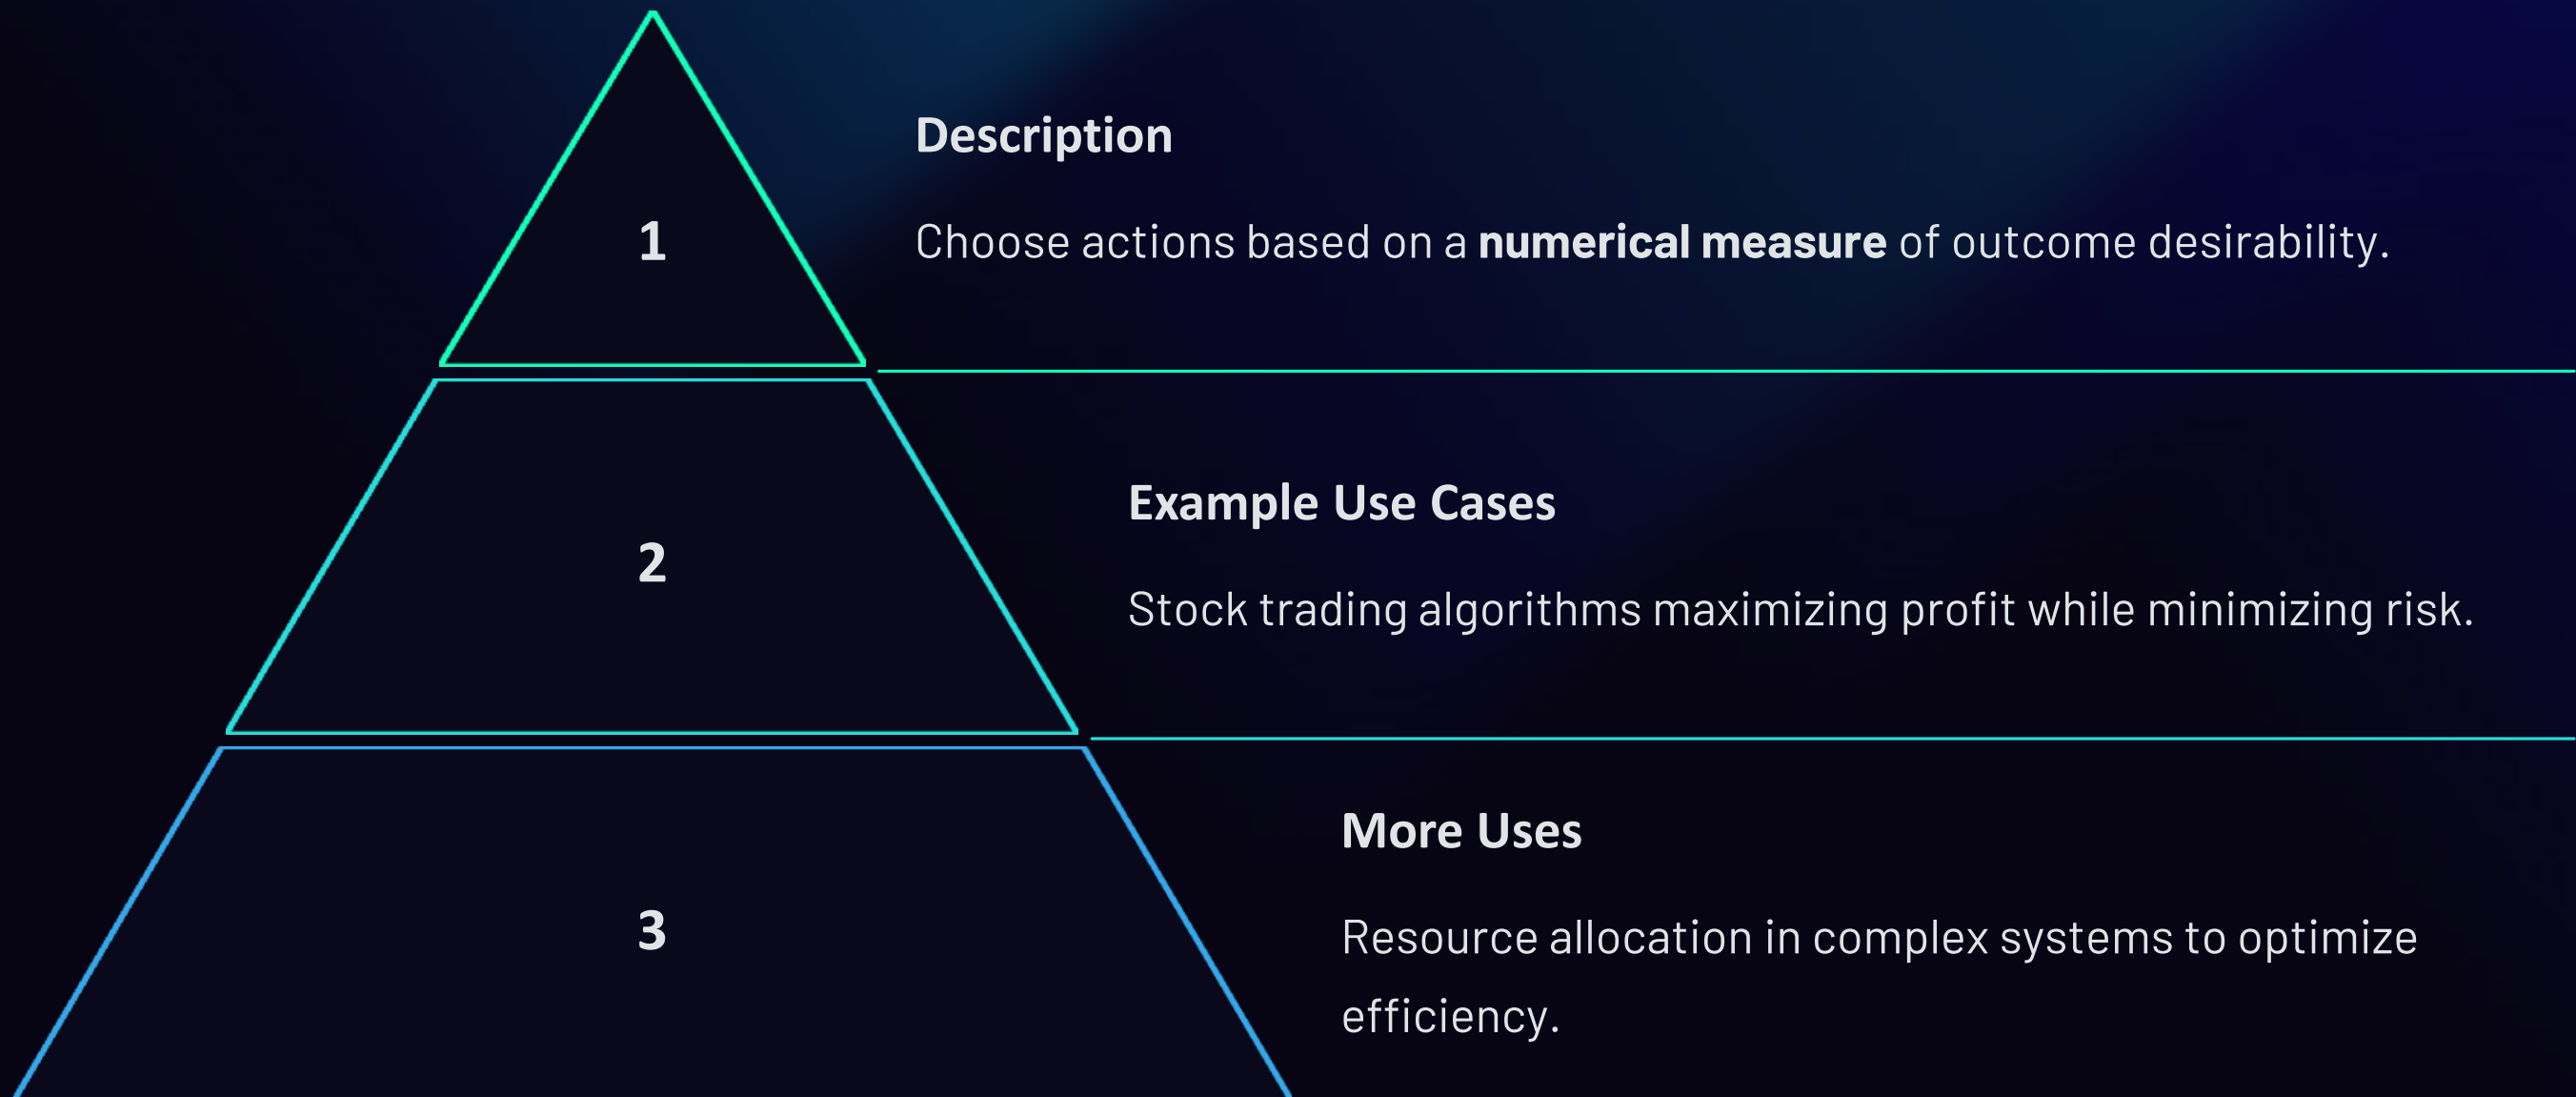 1
Description
Choose actions based on a numerical measure of outcome desirability.
2
Example Use Cases
Stock trading algorithms maximizing profit while minimizing risk.
3
More Uses
Resource allocation in complex systems to optimize
efficiency.